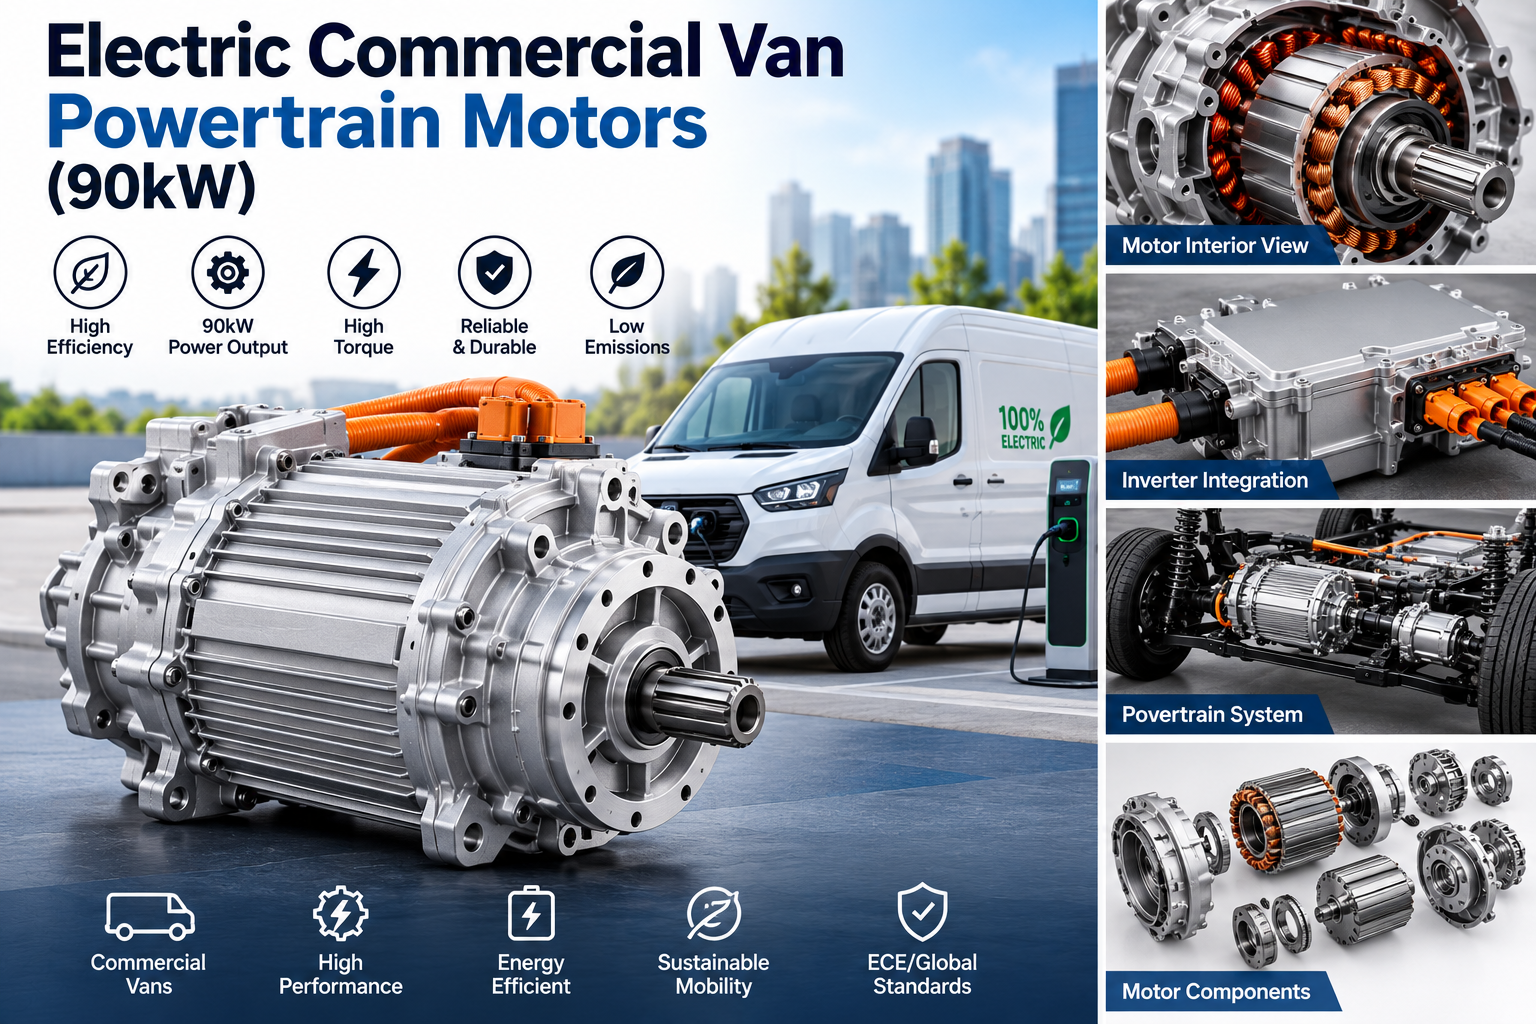 Electric Commercial Van
Powertrain Motors
(90kW)
High
Efficiency
90kW
Power Output
High
Torque
Reliable
& Durable
Low
Emissions
100%
ELECTRIC
Commercial
Vans
High
Performance
Energy
Efficient
Sustainable
Mobility
ECE/Global
Standards
Motor Interior View
Inverter Integration
Povertrain System
Motor Components